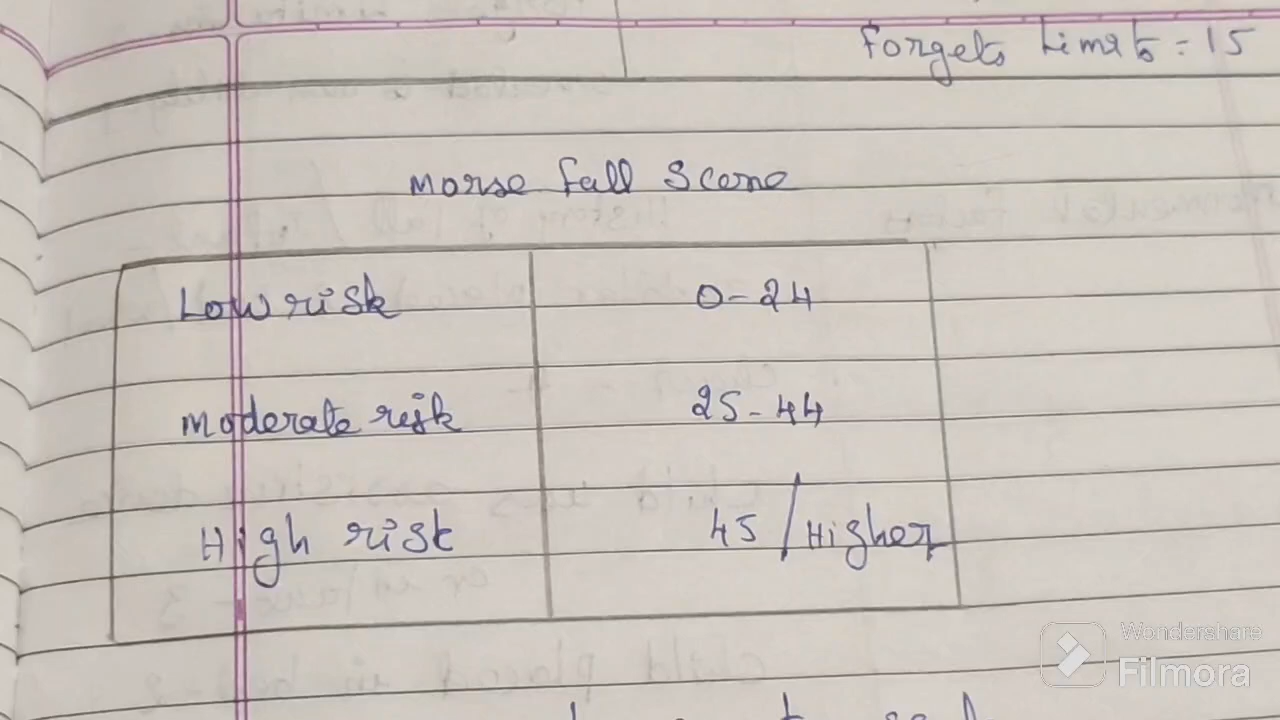 Forgets limits = 15
Morse fall Score
Low risk 0-24
Moderate risk 25-44
High risk 45 / Higher
Wondershare
Filmora